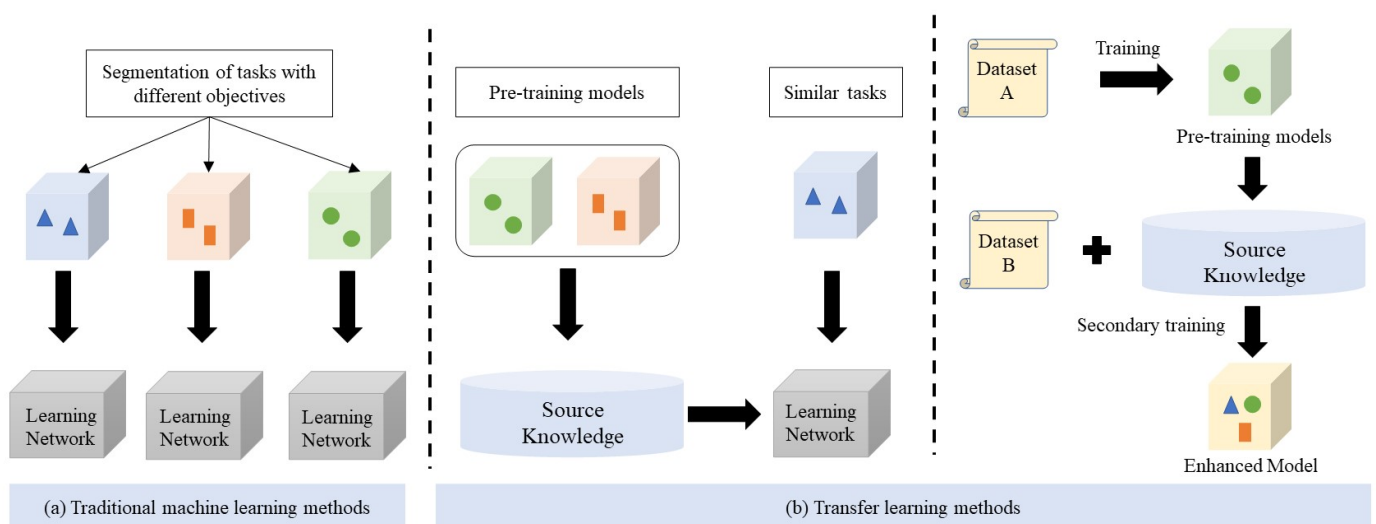 Segmentation of tasks with
different objectives
Learning
Network
Learning
Network
Learning
Network
(a) Traditional machine learning methods
Pre-training models
Similar tasks
Source
Knowledge
Learning
Network
Dataset
A
Training
Pre-training models
Dataset
B
Source
Knowledge
Secondary training
Enhanced Model
(b) Transfer learning methods